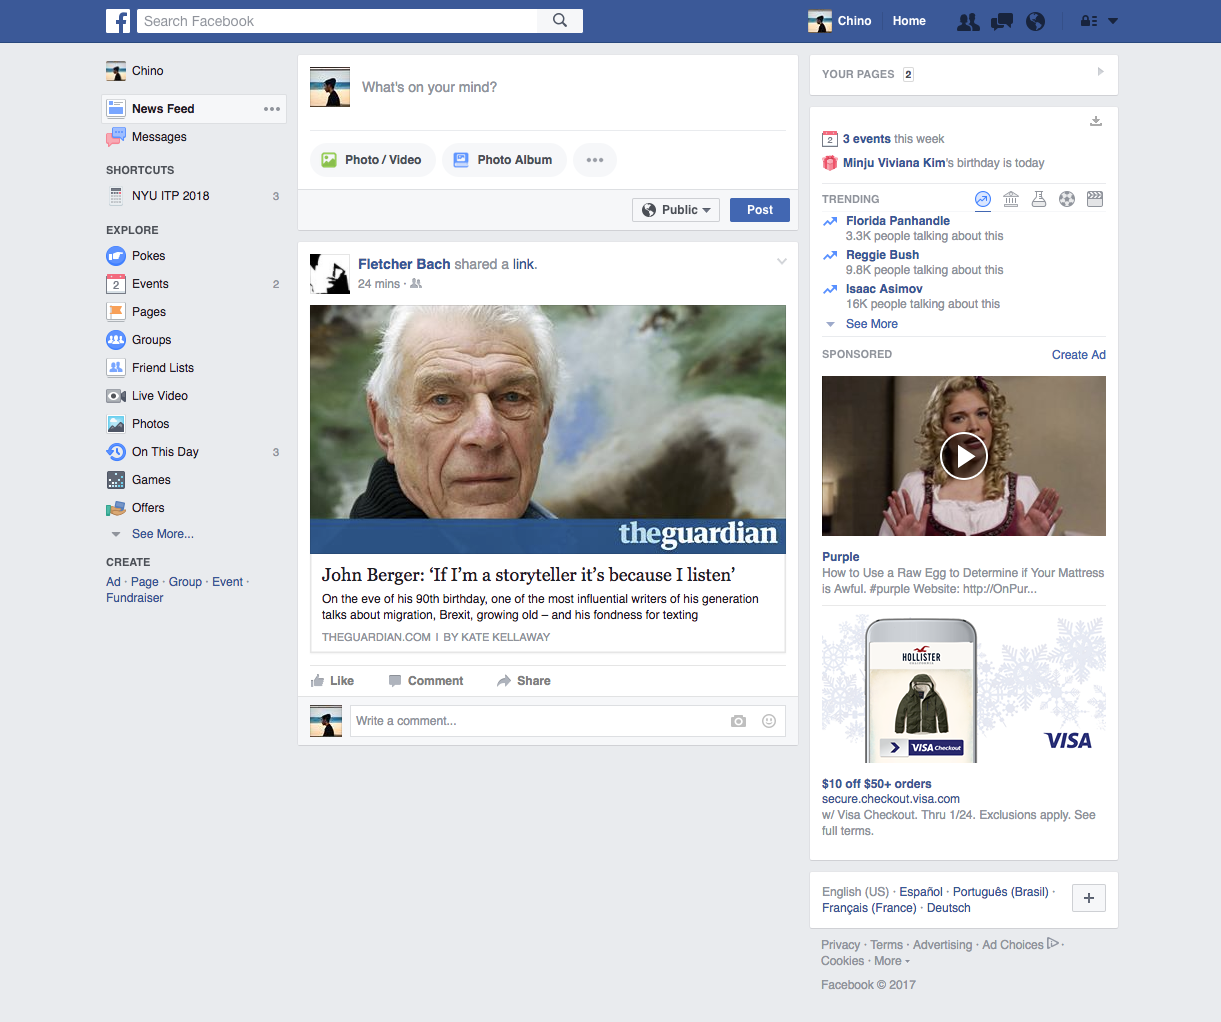 Search Facebook
Chino
Home
Chino
News Feed
Messages
SHORTCUTS
NYU ITP 2018 3
EXPLORE
Pokes
2 Events 2
Pages
Groups
Friend Lists
Live Video
Photos
On This Day 3
Games
Offers
See More...
CREATE
Ad · Page · Group · Event ·
Fundraiser
What's on your mind?
Photo / Video
Photo Album
Public
Post
Fletcher Bach shared a link.
24 mins ·
theguardian
John Berger: ‘If I’m a storyteller it’s because I listen’
On the eve of his 90th birthday, one of the most influential writers of his generation
talks about migration, Brexit, growing old – and his fondness for texting
THEGUARDIAN.COM | BY KATE KELLAWAY
Like
Comment
Share
Write a comment...
YOUR PAGES 2
2 3 events this week
Minju Viviana Kim's birthday is today
TRENDING
Florida Panhandle
3.3K people talking about this
Reggie Bush
9.8K people talking about this
Isaac Asimov
16K people talking about this
See More
SPONSORED
Create Ad
Purple
How to Use a Raw Egg to Determine if Your Mattress
is Awful. #purple Website: http://OnPur...
HOLLISTER
CALIFORNIA
VISA Checkout
VISA
$10 off $50+ orders
secure.checkout.visa.com
w/ Visa Checkout. Thru 1/24. Exclusions apply. See
full terms.
English (US) · Español · Português (Brasil) ·
Français (France) · Deutsch
Privacy · Terms · Advertising · Ad Choices ·
Cookies · More
Facebook © 2017